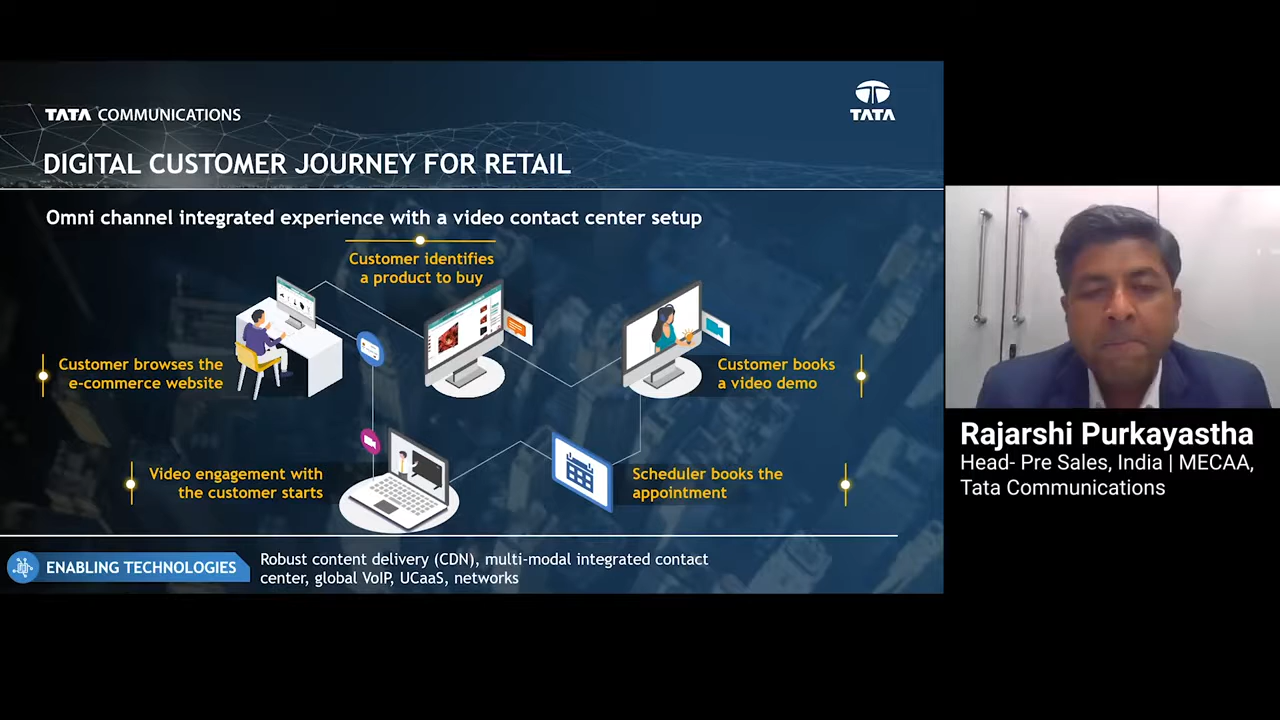 TATA COMMUNICATIONS
TATA
DIGITAL CUSTOMER JOURNEY FOR RETAIL
Omni channel integrated experience with a video contact center setup
Customer identifies
a product to buy
Customer browses the
e-commerce website
Customer books
a video demo
Video engagement with
the customer starts
Scheduler books the
appointment
ENABLING TECHNOLOGIES
Robust content delivery (CDN), multi-modal integrated contact
center, global VoIP, UCaaS, networks
Rajarshi Purkayastha
Head- Pre Sales, India | MECAA,
Tata Communications